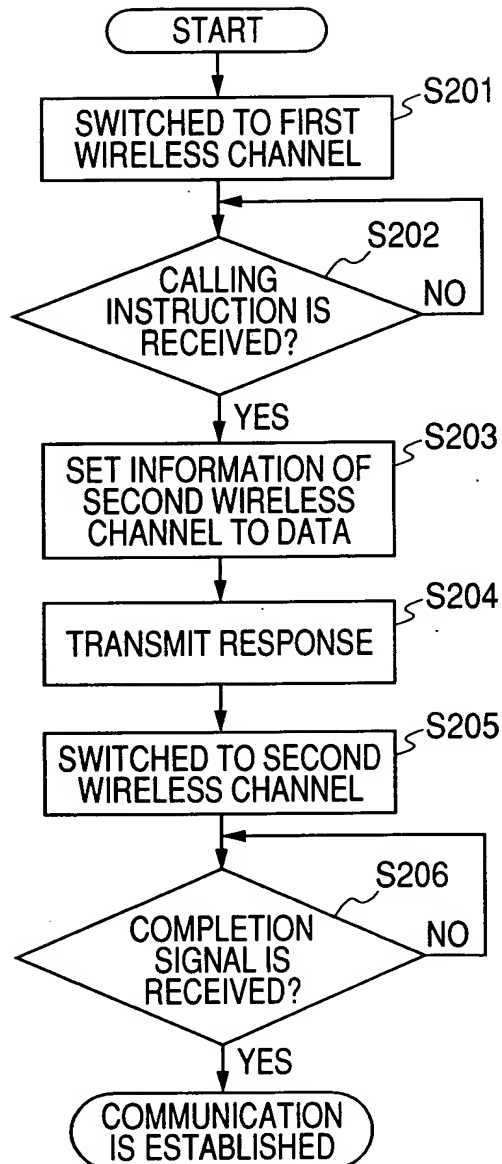 START
S201
SWITCHED TO FIRST
WIRELESS CHANNEL
S202
CALLING
INSTRUCTION IS
RECEIVED?
NO
YES
S203
SET INFORMATION OF
SECOND WIRELESS
CHANNEL TO DATA
S204
TRANSMIT RESPONSE
S205
SWITCHED TO SECOND
WIRELESS CHANNEL
S206
COMPLETION
SIGNAL IS
RECEIVED?
NO
YES
COMMUNICATION
IS ESTABLISHED